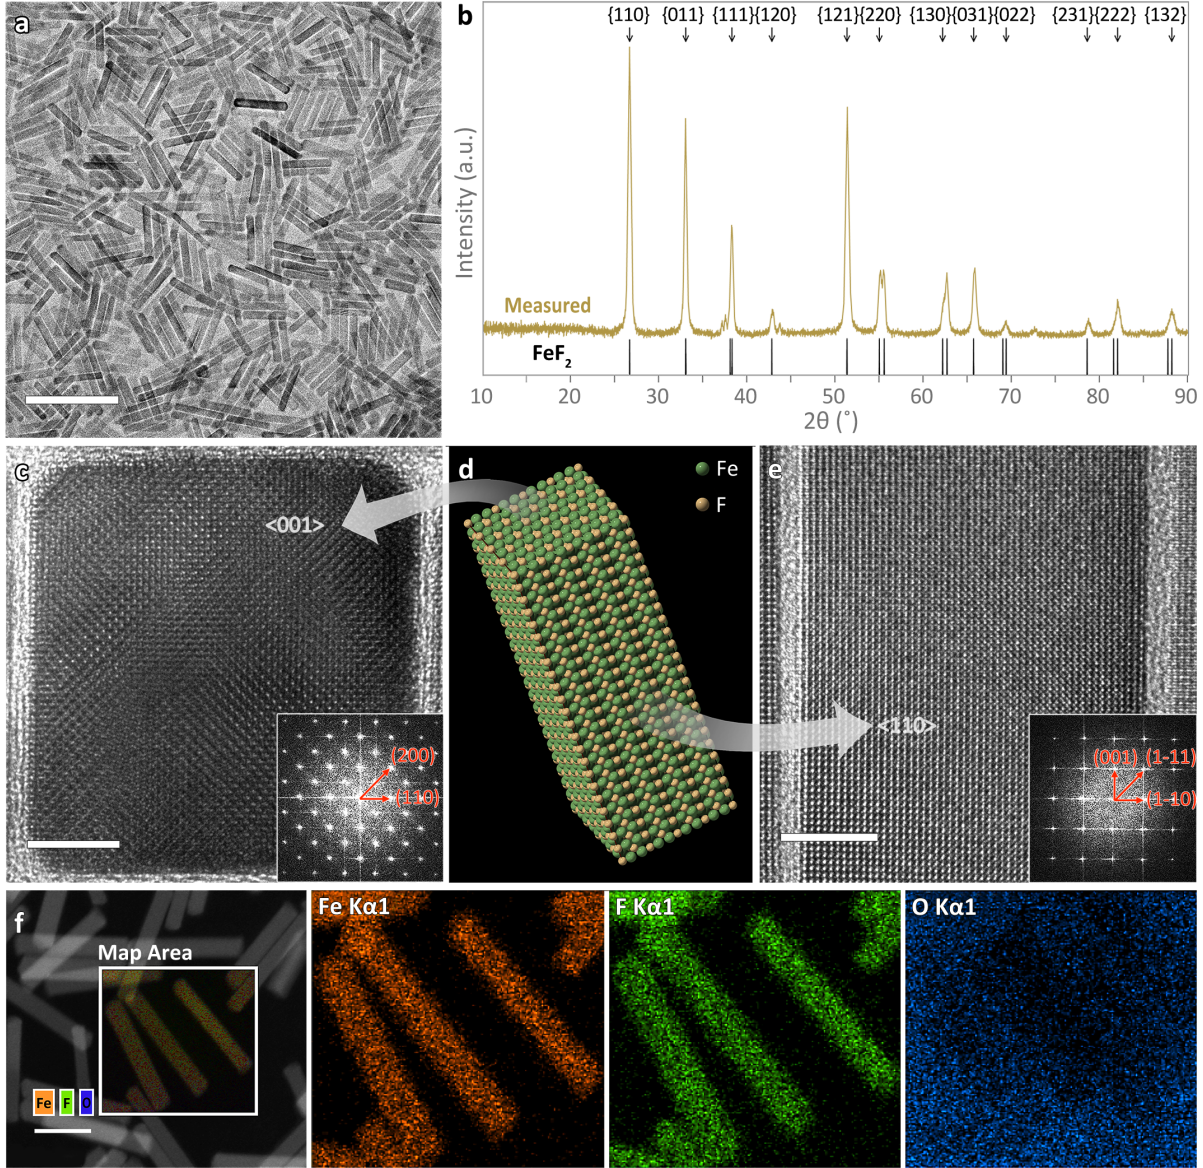 a
b
{110} {011} {111}{120} {121}{220} {130}{031}{022} {231}{222} {132}
Intensity (a.u.)
Measured
FeF2
10 20 30 40 50 60 70 80 90
2θ (˚)
c
<001>
(200)
(110)
d
Fe
F
e
<110>
(001) (1-11)
(1-10)
f
Map Area
Fe F O
Fe Kα1
F Kα1
O Kα1